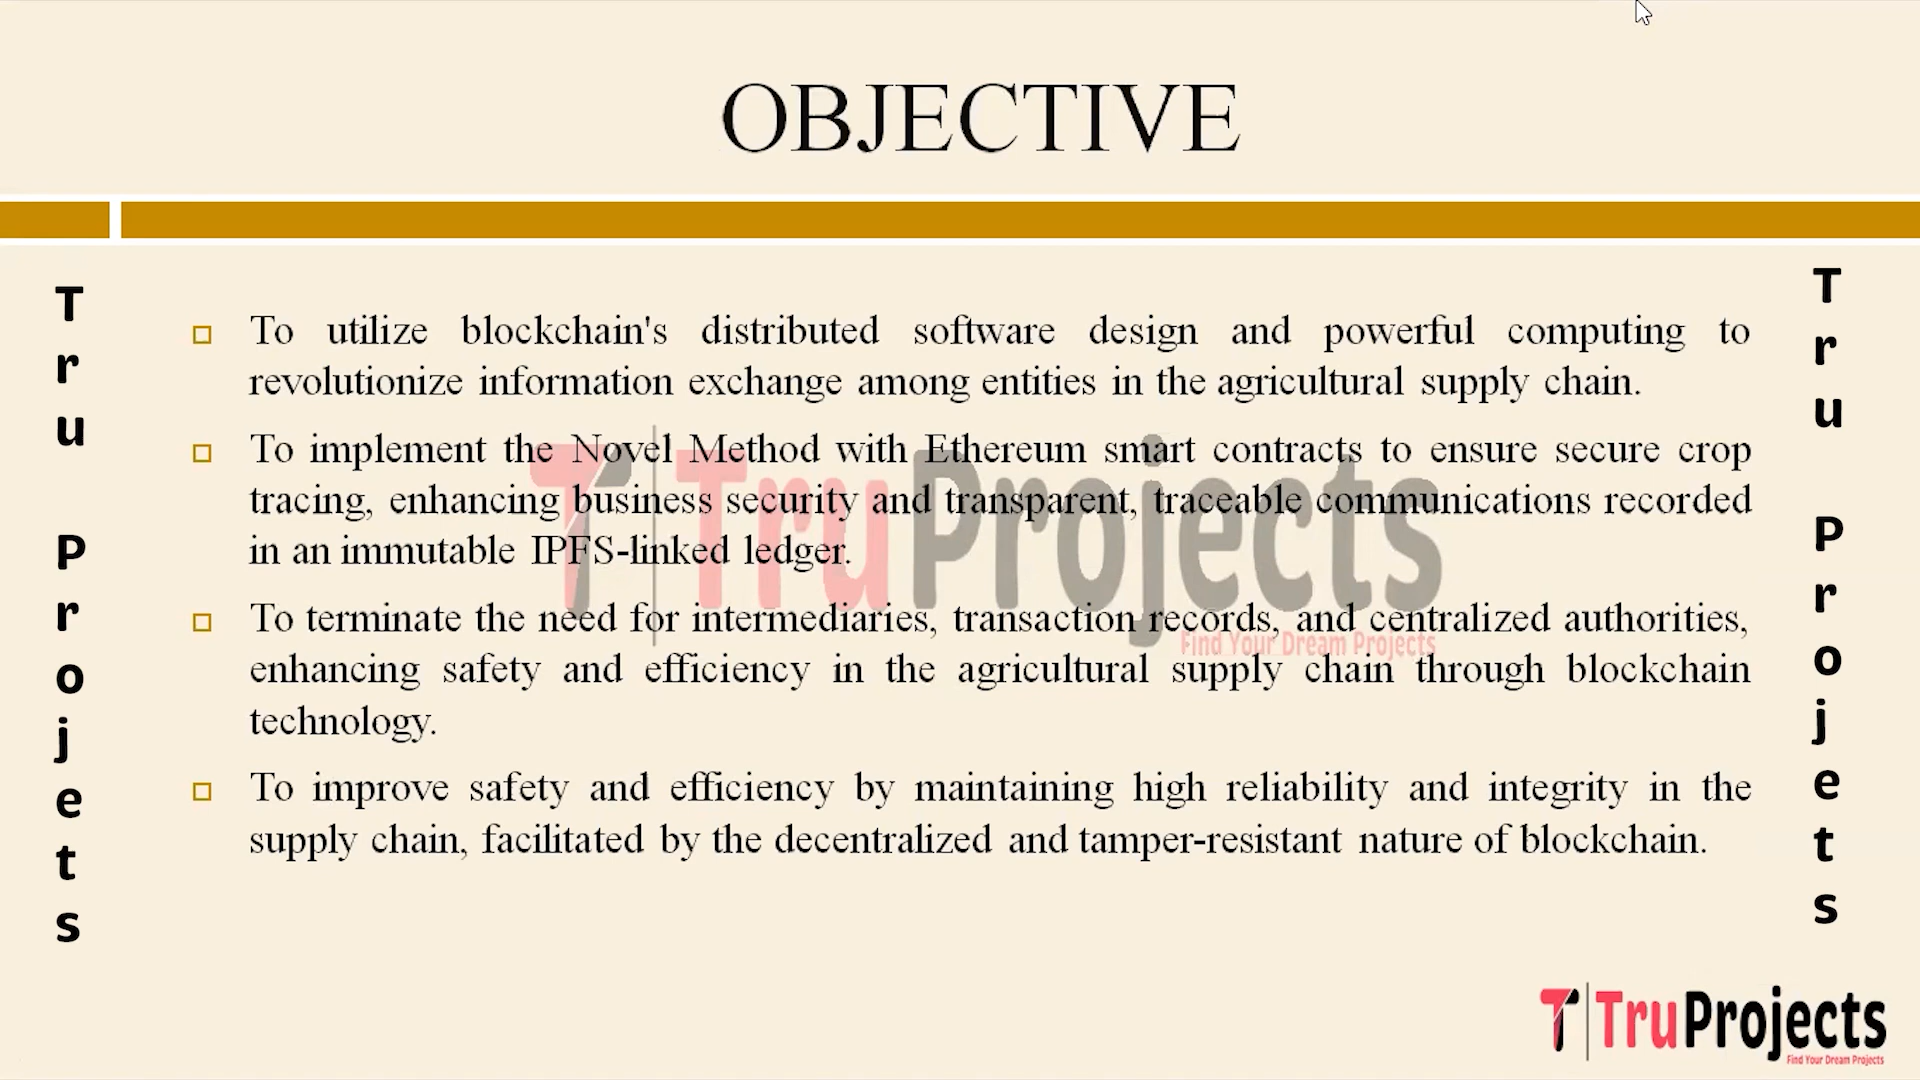 OBJECTIVE
To utilize blockchain's distributed software design and powerful computing to
revolutionize information exchange among entities in the agricultural supply chain.
To implement the Novel Method with Ethereum smart contracts to ensure secure crop
tracing, enhancing business security and transparent, traceable communications recorded
in an immutable IPFS-linked ledger.
To terminate the need for intermediaries, transaction records, and centralized authorities,
enhancing safety and efficiency in the agricultural supply chain through blockchain
technology.
To improve safety and efficiency by maintaining high reliability and integrity in the
supply chain, facilitated by the decentralized and tamper-resistant nature of blockchain.
Tru Projets
Tru Projets
TruProjects
Find Your Dream Projects
TruProjects
Find Your Dream Projects